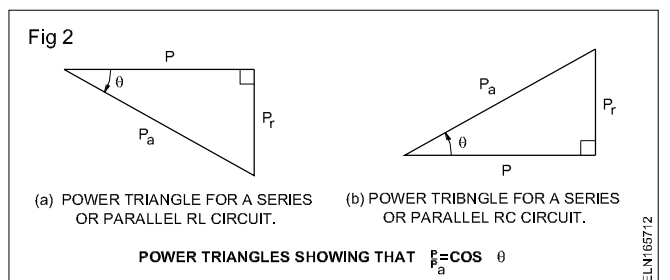 Fig 2
P
θ
Pa
Pr
(a) POWER TRIANGLE FOR A SERIES
OR PARALLEL RL CIRCUIT.
Pa
Pr
θ
P
(b) POWER TRIBNGLE FOR A SERIES
OR PARALLEL RC CIRCUIT.
POWER TRIANGLES SHOWING THAT P/Pa=COS θ
ELN165712